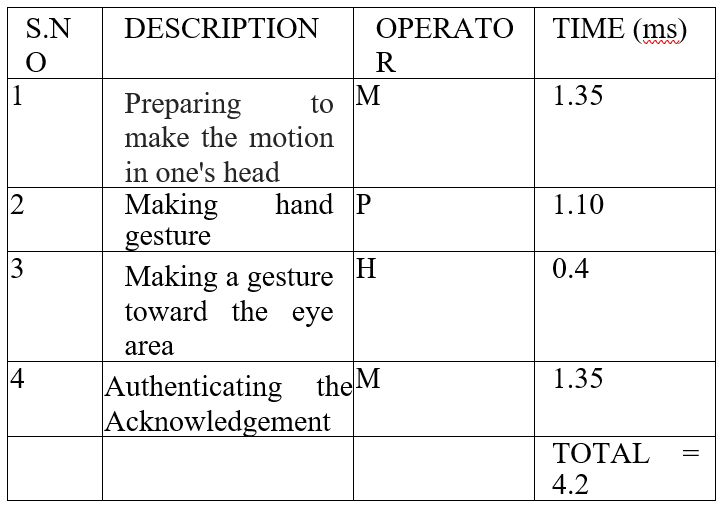 S.N DESCRIPTION OPERATO TIME (ms)
O R
1 Preparing to M 1.35
make the motion
in one's head
2 Making hand P 1.10
gesture
3 Making a gesture H 0.4
toward the eye
area
4 Authenticating the M 1.35
Acknowledgement
TOTAL =
4.2